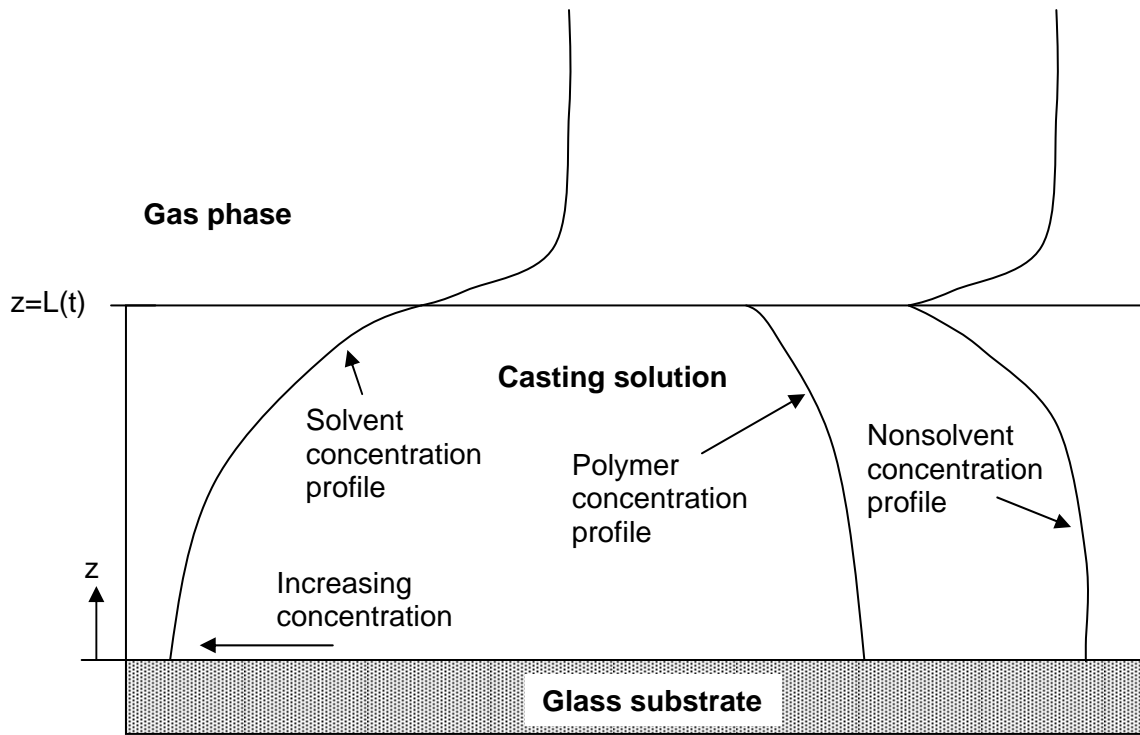 Gas phase
z=L(t)
Casting solution
Solvent
concentration
profile
Polymer
concentration
profile
Nonsolvent
concentration
profile
z
Increasing
concentration
Glass substrate